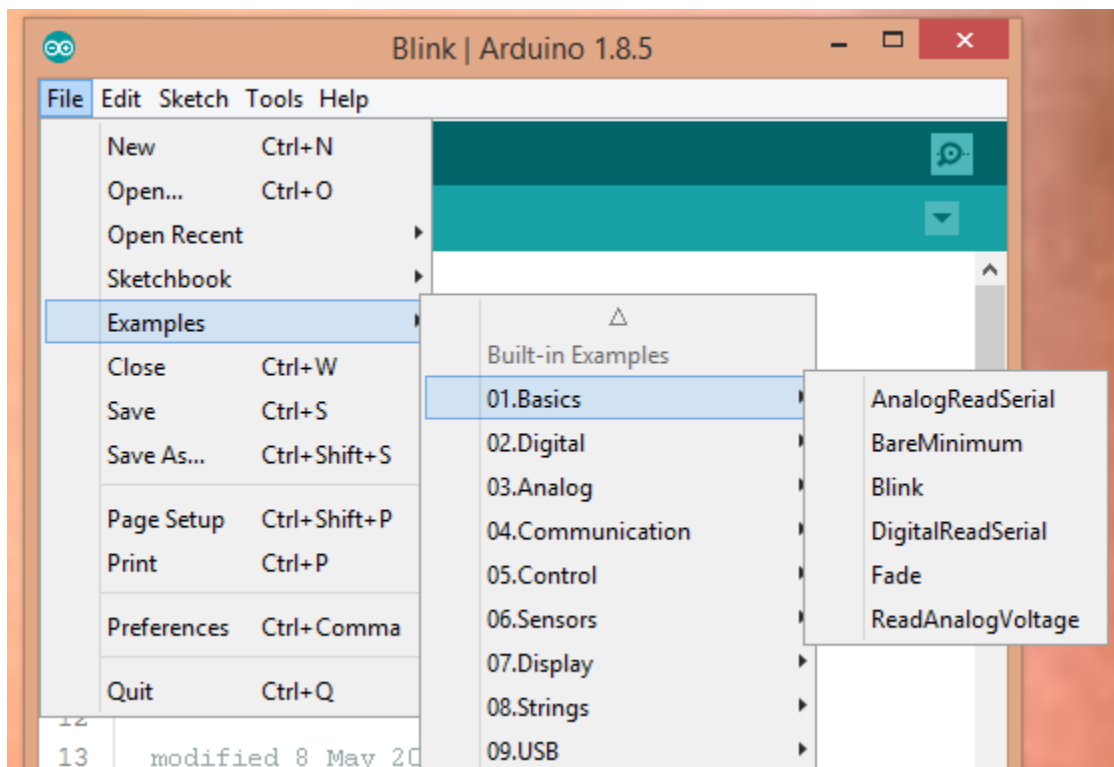 Blink | Arduino 1.8.5
File Edit Sketch Tools Help
New Ctrl+N
Open... Ctrl+O
Open Recent
Sketchbook
Examples
Close Ctrl+W
Save Ctrl+S
Save As... Ctrl+Shift+S
Page Setup Ctrl+Shift+P
Print Ctrl+P
Preferences Ctrl+Comma
Quit Ctrl+Q
Built-in Examples
01.Basics
02.Digital
03.Analog
04.Communication
05.Control
06.Sensors
07.Display
08.Strings
09.USB
AnalogReadSerial
BareMinimum
Blink
DigitalReadSerial
Fade
ReadAnalogVoltage
12
13 modified 8 May 20